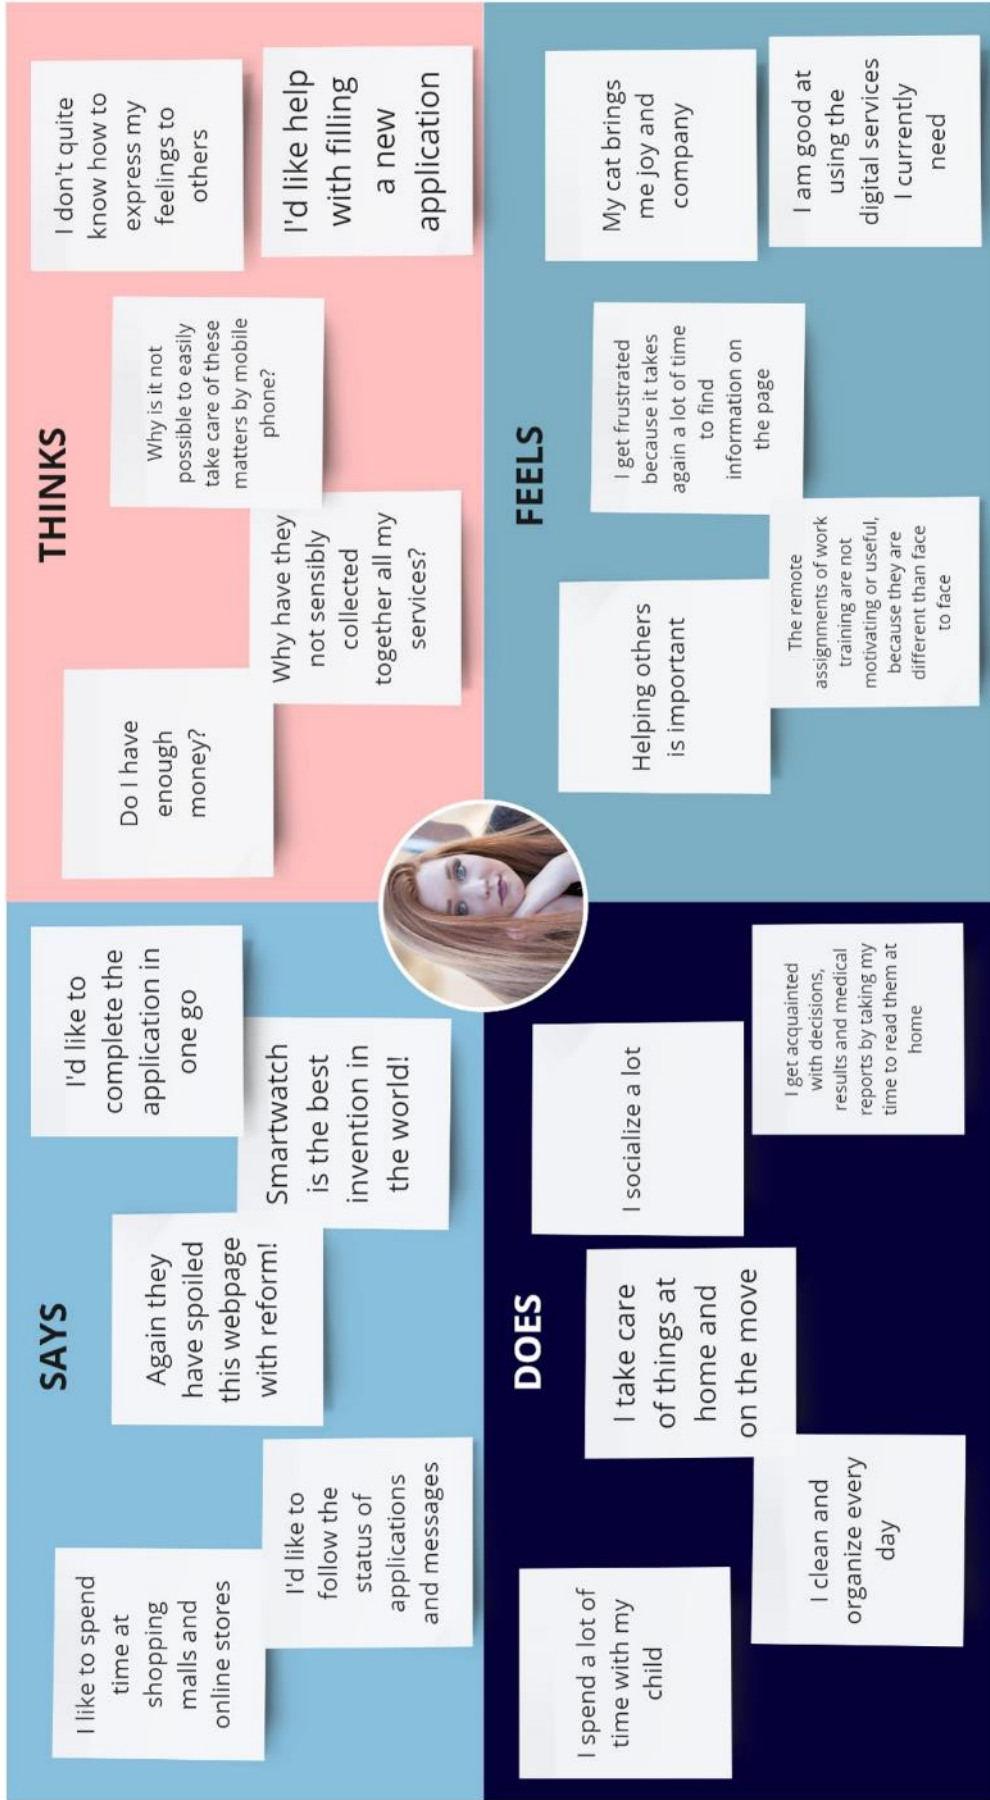 SAYS
I like to spend
time at
shopping
malls and
online stores
I'd like to
follow the
status of
applications
and messages
Again they
have spoiled
this webpage
with reform!
Smartwatch
is the best
invention in
the world!
I'd like to
complete the
application in
one go
THINKS
Do I have
enough
money?
Why have they
not sensibly
collected
together all my
services?
Why is it not
possible to easily
take care of these
matters by mobile
phone?
I don't quite
know how to
express my
feelings to
others
I'd like help
with filling
a new
application
DOES
I spend a lot of
time with my
child
I clean and
organize every
day
I take care
of things at
home and
on the move
I socialize a lot
I get acquainted
with decisions,
results and medical
reports by taking my
time to read them at
home
FEELS
Helping others
is important
The remote
assignments of work
training are not
motivating or useful,
because they are
different than face
to face
I get frustrated
because it takes
again a lot of time
to find
information on
the page
My cat brings
me joy and
company
I am good at
using the
digital services
I currently
need